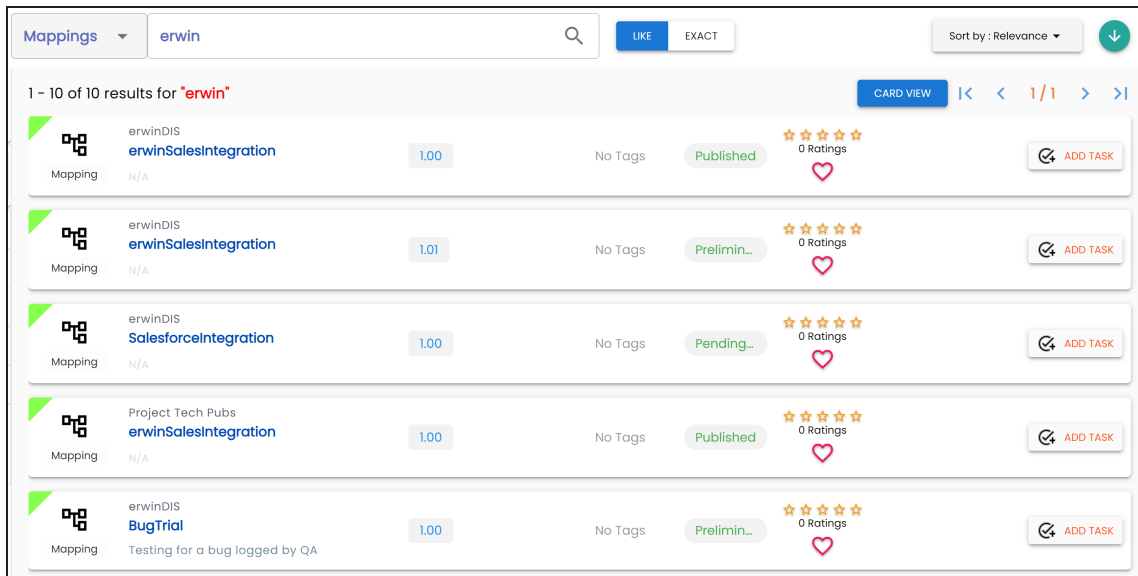 Mappings erwin LIKE EXACT Sort by : Relevance
1 - 10 of 10 results for "erwin" CARD VIEW 1 / 1
erwinDIS
erwinSalesIntegration 1.00 No Tags Published 0 Ratings ADD TASK
Mapping N/A
erwinDIS
erwinSalesIntegration 1.01 No Tags Prelimin... 0 Ratings ADD TASK
Mapping N/A
erwinDIS
SalesforceIntegration 1.00 No Tags Pending... 0 Ratings ADD TASK
Mapping N/A
Project Tech Pubs
erwinSalesIntegration 1.00 No Tags Published 0 Ratings ADD TASK
Mapping N/A
erwinDIS
BugTrial 1.00 No Tags Prelimin... 0 Ratings ADD TASK
Mapping Testing for a bug logged by QA